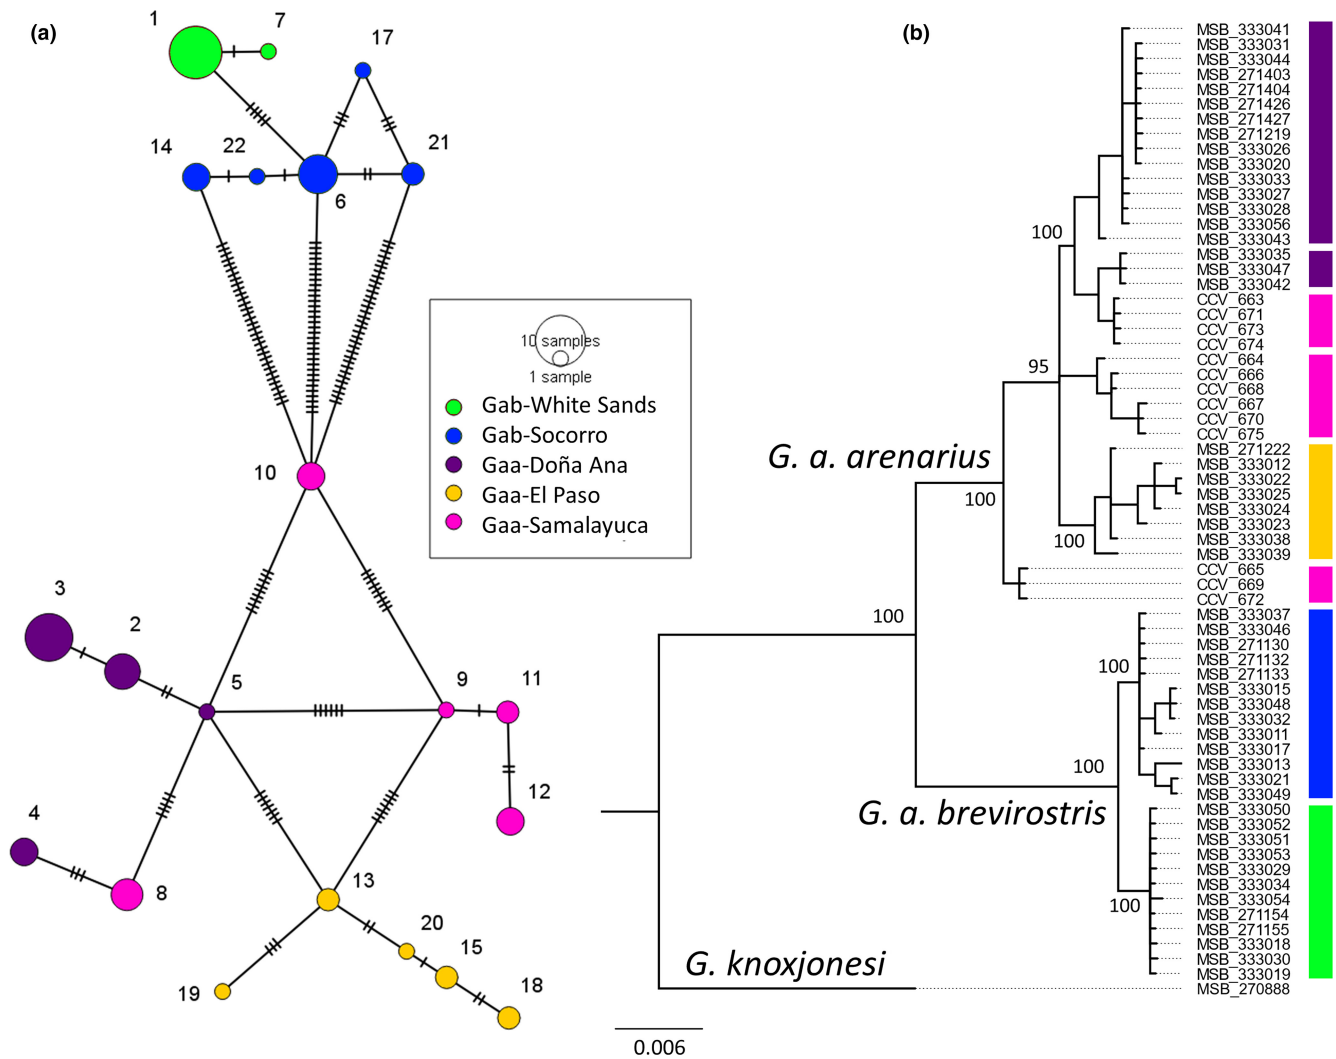 (a)
1
7
17
14
22
21
6
10 samples
1 sample
Gab-White Sands
Gab-Socorro
Gaa-Doña Ana
Gaa-El Paso
Gaa-Samalayuca
10
3
2
5
9
11
12
4
8
13
20
15
19
18
(b)
MSB_333041
MSB_333031
MSB_333044
MSB_271403
MSB_271404
MSB_271426
MSB_271427
MSB_271219
MSB_333026
MSB_333020
MSB_333033
MSB_333027
MSB_333028
MSB_333056
MSB_333043
MSB_333035
MSB_333047
MSB_333042
CCV_663
CCV_671
CCV_673
CCV_674
CCV_664
CCV_666
CCV_668
CCV_667
CCV_670
CCV_675
MSB_271222
MSB_333012
MSB_333022
MSB_333025
MSB_333024
MSB_333023
MSB_333038
MSB_333039
CCV_665
CCV_669
CCV_672
MSB_333037
MSB_333046
MSB_271130
MSB_271132
MSB_271133
MSB_333015
MSB_333048
MSB_333032
MSB_333011
MSB_333017
MSB_333013
MSB_333021
MSB_333049
MSB_333050
MSB_333052
MSB_333051
MSB_333053
MSB_333029
MSB_333034
MSB_333054
MSB_271154
MSB_271155
MSB_333018
MSB_333030
MSB_333019
MSB_270888
100
95
G. a. arenarius
100
100
100
100
100
G. a. brevirostris
100
G. knoxjonesi
0.006